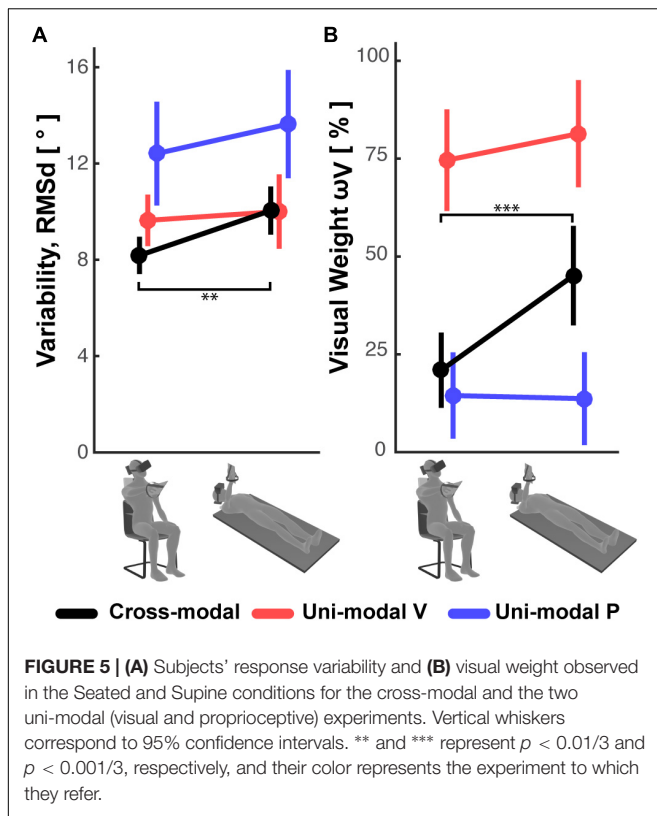 A
B
16
12
8
4
0
Variability, RMSd [ ° ]
**
100
75
50
25
0
Visual Weight ωV [ % ]
***
Cross-modal Uni-modal V Uni-modal P
FIGURE 5 | (A) Subjects' response variability and (B) visual weight observed
in the Seated and Supine conditions for the cross-modal and the two
uni-modal (visual and proprioceptive) experiments. Vertical whiskers
correspond to 95% confidence intervals. ** and *** represent p < 0.01/3 and
p < 0.001/3, respectively, and their color represents the experiment to which
they refer.